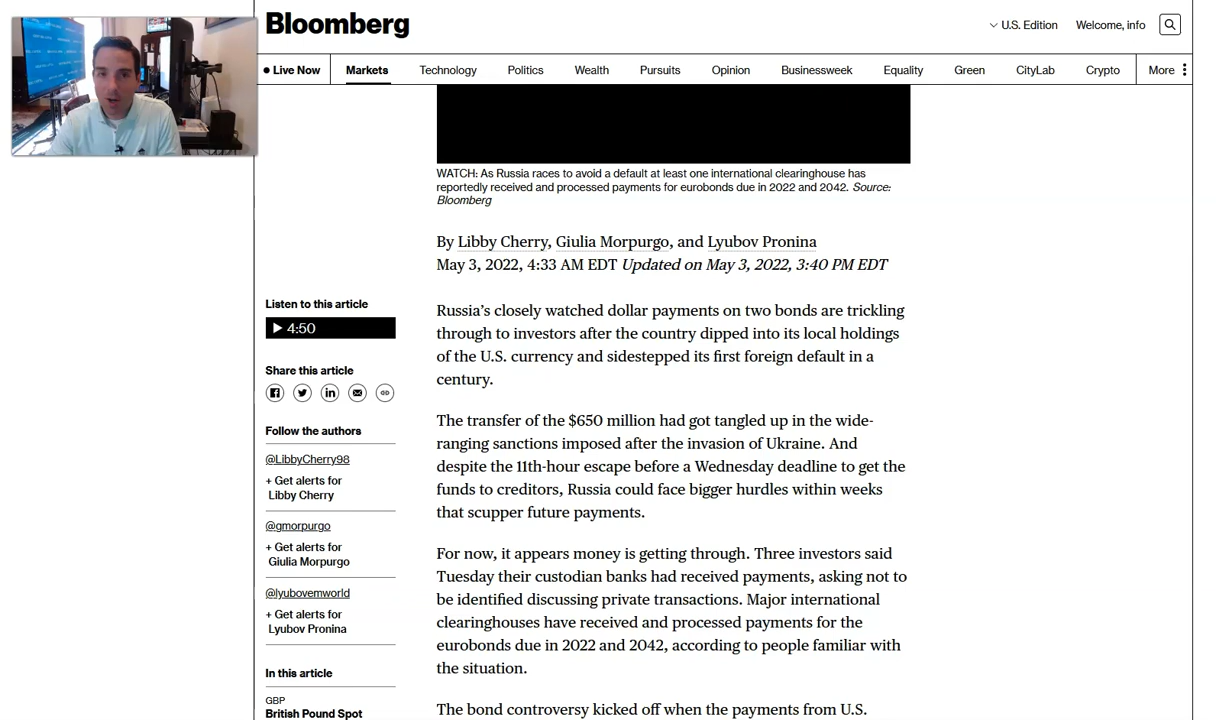 Bloomberg
U.S. Edition
Welcome, info
Live Now
Markets
Technology
Politics
Wealth
Pursuits
Opinion
Businessweek
Equality
Green
CityLab
Crypto
More
WATCH: As Russia races to avoid a default at least one international clearinghouse has
reportedly received and processed payments for eurobonds due in 2022 and 2042. Source:
Bloomberg
By Libby Cherry, Giulia Morpurgo, and Lyubov Pronina
May 3, 2022, 4:33 AM EDT Updated on May 3, 2022, 3:40 PM EDT
Listen to this article
4:50
Share this article
Follow the authors
@LibbyCherry98
+ Get alerts for
Libby Cherry
@gmorpurgo
+ Get alerts for
Giulia Morpurgo
@lyubovemworld
+ Get alerts for
Lyubov Pronina
In this article
GBP
British Pound Spot
Russia’s closely watched dollar payments on two bonds are trickling
through to investors after the country dipped into its local holdings
of the U.S. currency and sidestepped its first foreign default in a
century.
The transfer of the $650 million had got tangled up in the wide-
ranging sanctions imposed after the invasion of Ukraine. And
despite the 11th-hour escape before a Wednesday deadline to get the
funds to creditors, Russia could face bigger hurdles within weeks
that scupper future payments.
For now, it appears money is getting through. Three investors said
Tuesday their custodian banks had received payments, asking not to
be identified discussing private transactions. Major international
clearinghouses have received and processed payments for the
eurobonds due in 2022 and 2042, according to people familiar with
the situation.
The bond controversy kicked off when the payments from U.S.